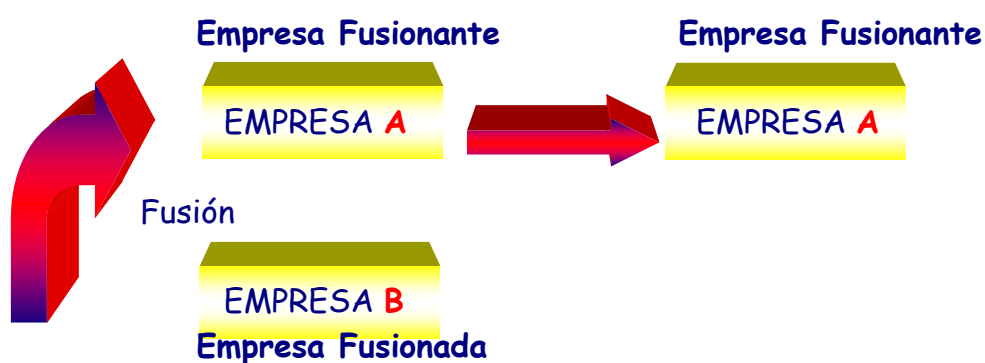 Empresa Fusionante
Empresa Fusionante
EMPRESA A
EMPRESA A
Fusión
EMPRESA B
Empresa Fusionada